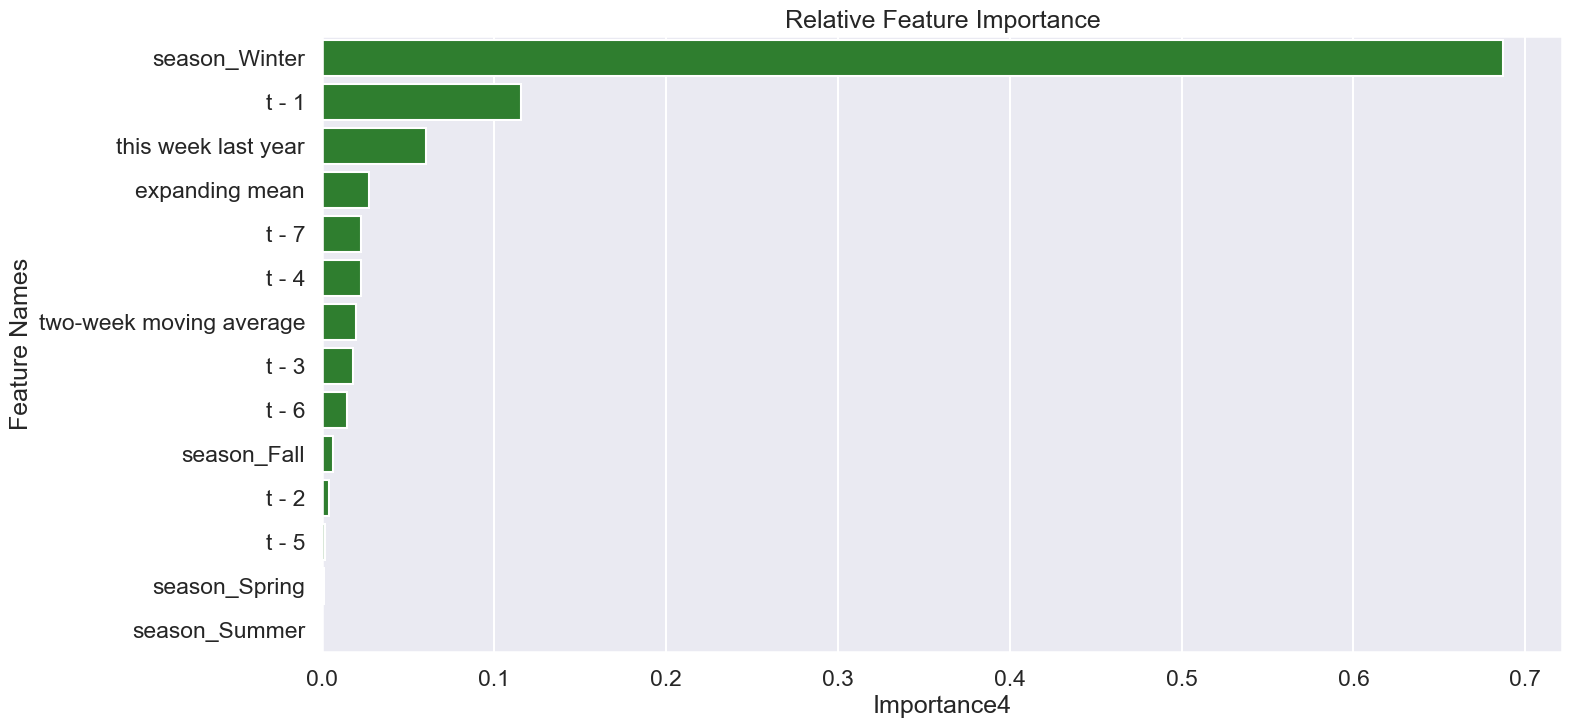 Relative Feature Importance
season_Winter
t - 1
this week last year
expanding mean
t - 7
t - 4
two-week moving average
t - 3
t - 6
season_Fall
t - 2
t - 5
season_Spring
season_Summer
Feature Names
0.0 0.1 0.2 0.3 0.4 0.5 0.6 0.7
Importance4